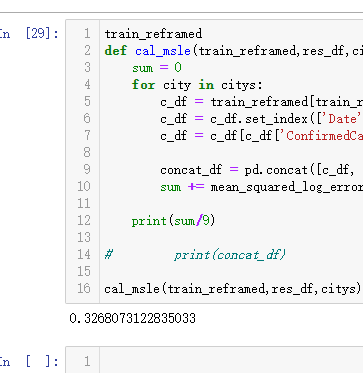 In [29]:
1 train_reframed
2 def cal_msle(train_reframed,res_df,ci
3 sum = 0
4 for city in citys:
5 c_df = train_reframed[train_r
6 c_df = c_df.set_index(['Date'
7 c_df = c_df[c_df['ConfirmedCa
8
9 concat_df = pd.concat([c_df,
10 sum += mean_squared_log_error
11
12 print(sum/9)
13
14 # print(concat_df)
15
16 cal_msle(train_reframed,res_df,citys)
0.3268073122835033
In [ ]:
1